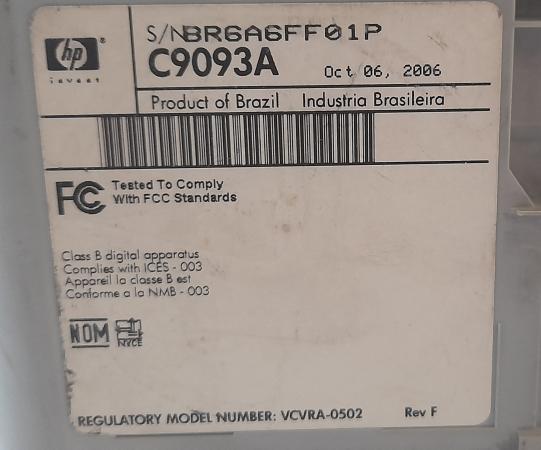 hp
invent
S/N BR6A6FF01P
C9093A Oct 06, 2006
Product of Brazil Industria Brasileira
FC Tested To Comply
With FCC Standards
Class B digital apparatus
Complies with ICES - 003
Appareil la classe B est
Conforme a la NMB - 003
NOM NYCE
REGULATORY MODEL NUMBER: VCVRA-0502 Rev F